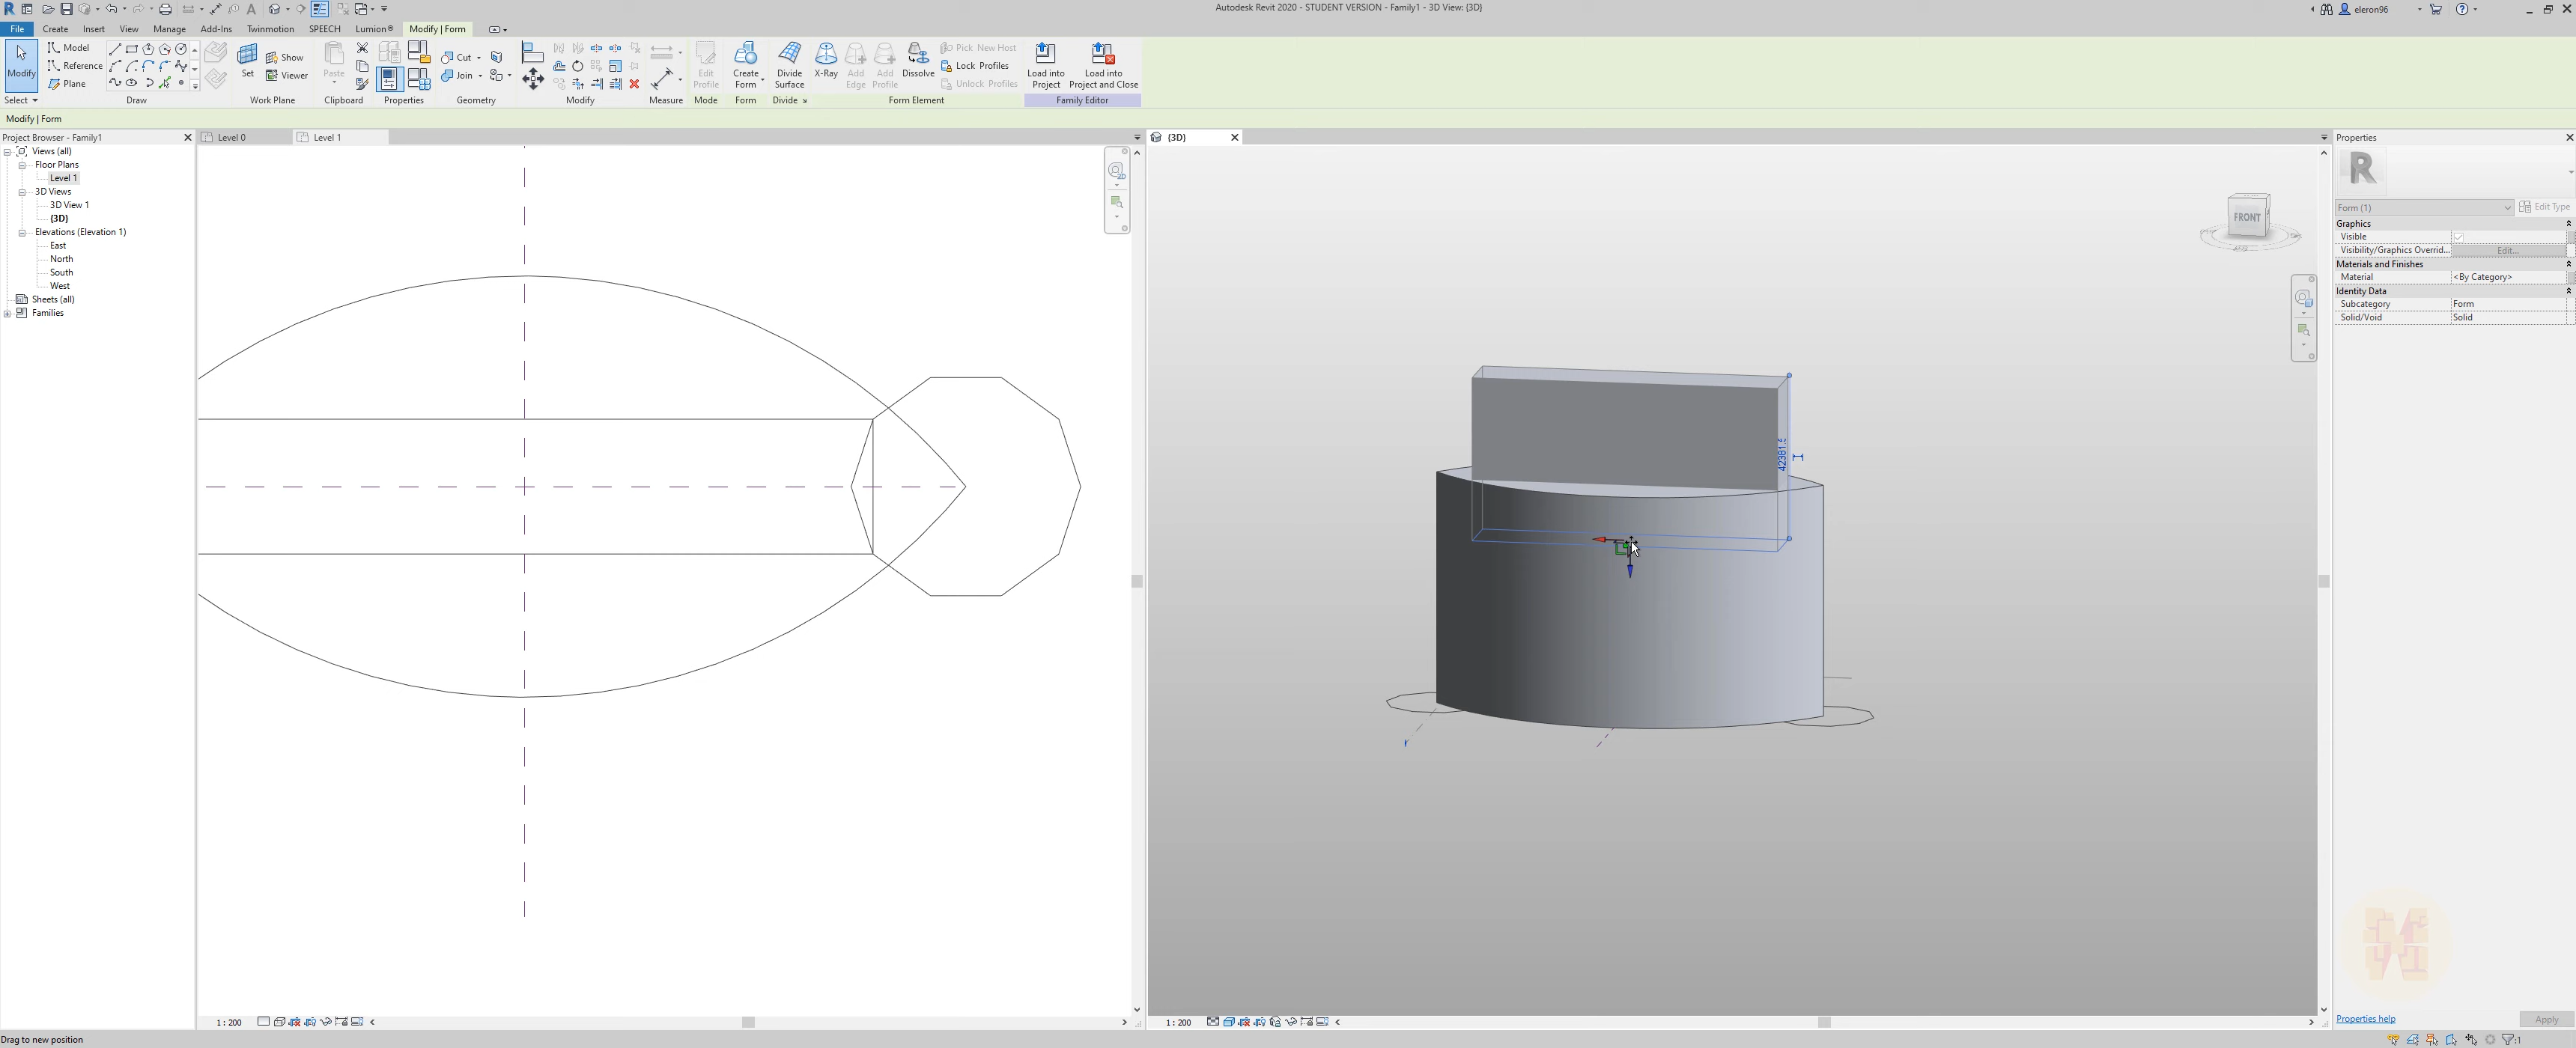 Autodesk Revit 2020 - STUDENT VERSION - Family1 - 3D View: {3D}
eleron96
File Create Insert View Manage Add-Ins Twinmotion SPEECH Lumion® Modify | Form
Modify
Model
Reference
Plane
Set
Show
Viewer
Paste
Cut
Join
Edit Profile
Create Form
Divide Surface
X-Ray
Add Edge
Add Profile
Dissolve
Pick New Host
Lock Profiles
Unlock Profiles
Load into Project
Load into Project and Close
Select Draw Work Plane Clipboard Properties Geometry Modify Measure Mode Form Divide Form Element Family Editor
Modify | Form
Project Browser - Family1
Views (all)
Floor Plans
Level 1
3D Views
3D View 1
{3D}
Elevations (Elevation 1)
East
North
South
West
Sheets (all)
Families
Level 0
Level 1
1 : 200
{3D}
FRONT
42381.5
1 : 200
Properties
R
Form (1)
Edit Type
Graphics
Visible
Visibility/Graphics Overrid... Edit...
Materials and Finishes
Material <By Category>
Identity Data
Subcategory Form
Solid/Void Solid
Properties help
Apply
Drag to new position
:1